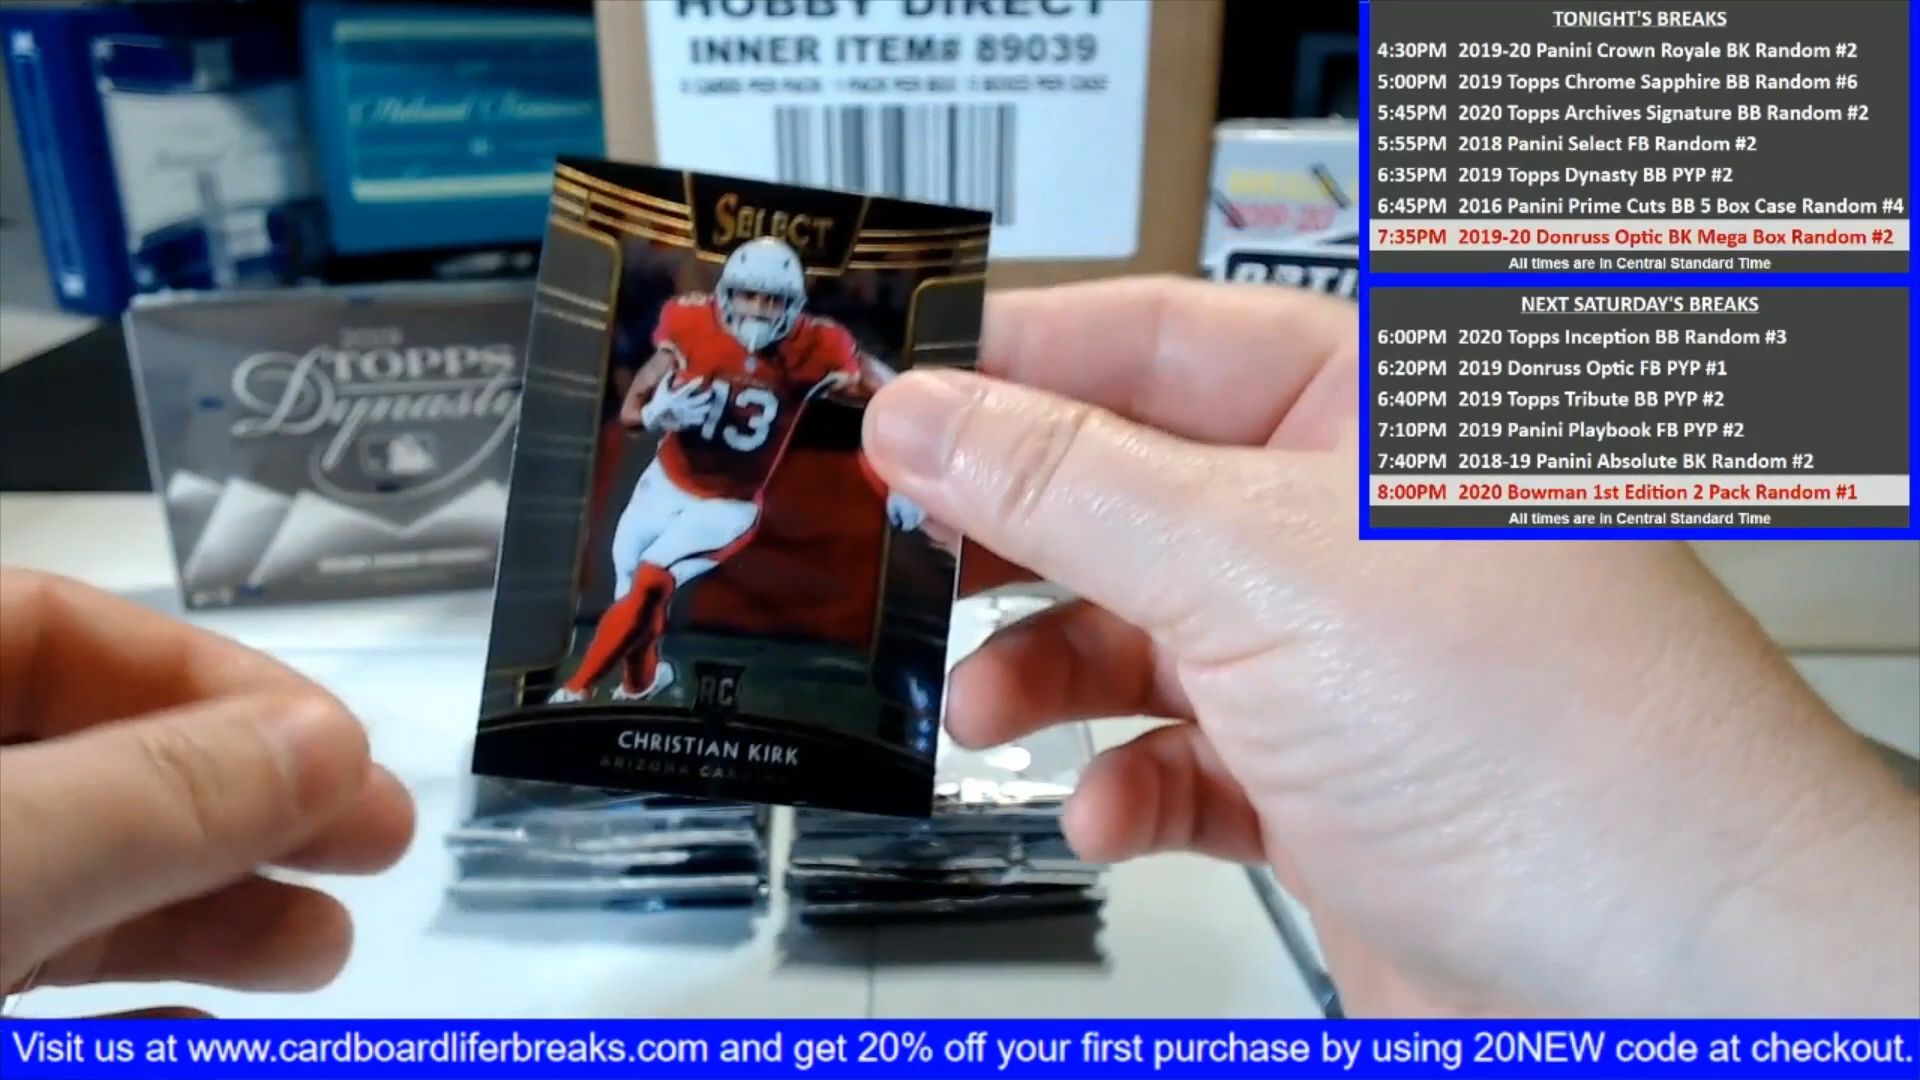 HOBBY DIRECT
INNER ITEM# 89039
TONIGHT'S BREAKS
4:30PM 2019-20 Panini Crown Royale BK Random #2
5:00PM 2019 Topps Chrome Sapphire BB Random #6
5:45PM 2020 Topps Archives Signature BB Random #2
5:55PM 2018 Panini Select FB Random #2
6:35PM 2019 Topps Dynasty BB PYP #2
6:45PM 2016 Panini Prime Cuts BB 5 Box Case Random #4
7:35PM 2019-20 Donruss Optic BK Mega Box Random #2
All times are in Central Standard Time
NEXT SATURDAY'S BREAKS
6:00PM 2020 Topps Inception BB Random #3
6:20PM 2019 Donruss Optic FB PYP #1
6:40PM 2019 Topps Tribute BB PYP #2
7:10PM 2019 Panini Playbook FB PYP #2
7:40PM 2018-19 Panini Absolute BK Random #2
8:00PM 2020 Bowman 1st Edition 2 Pack Random #1
All times are in Central Standard Time
TOPPS
Dynasty
SELECT
13
RC
CHRISTIAN KIRK
ARIZONA
Visit us at www.cardboardliferbreaks.com and get 20% off your first purchase by using 20NEW code at checkout.